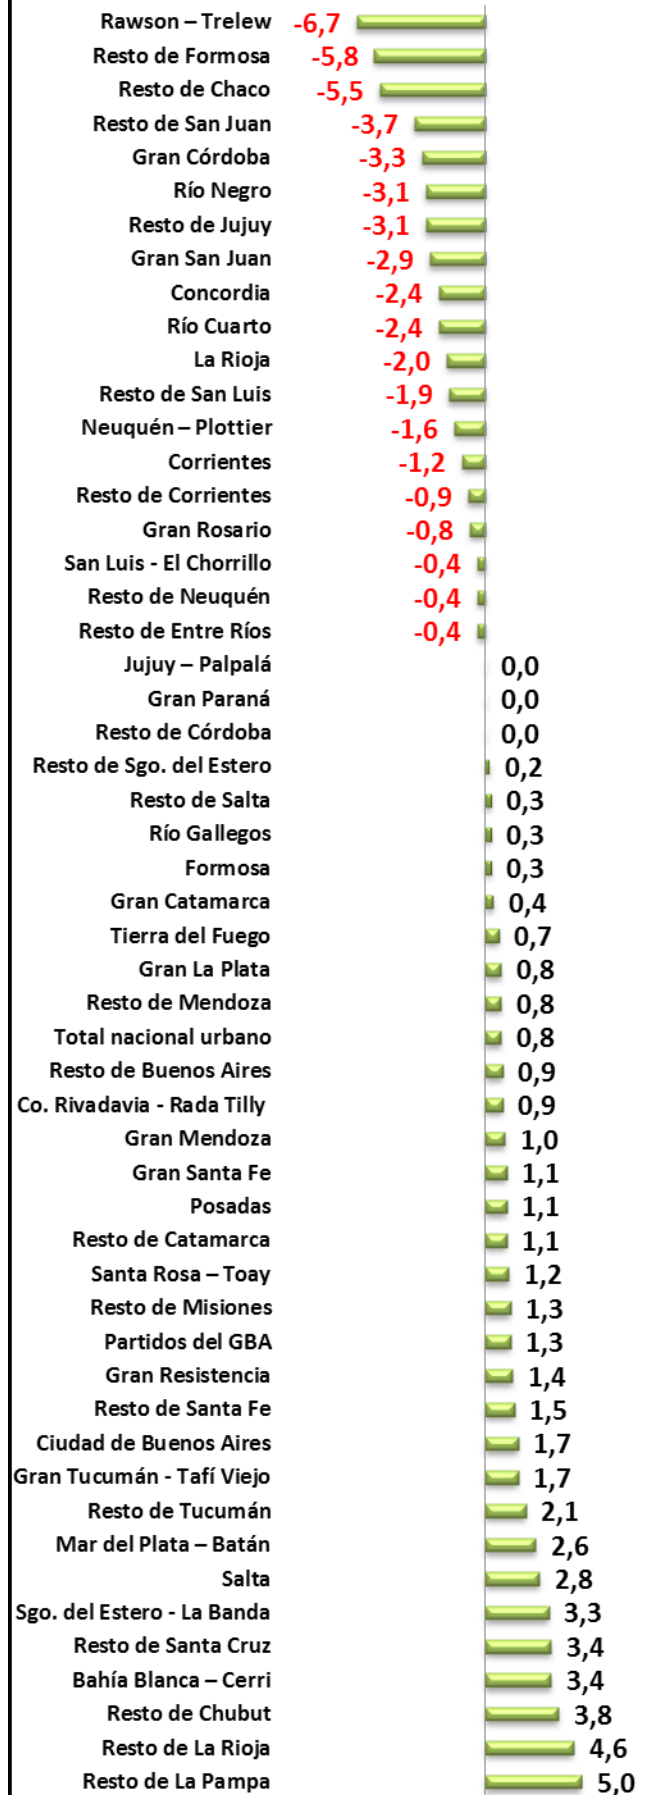 Rawson – Trelew -6,7
Resto de Formosa -5,8
Resto de Chaco -5,5
Resto de San Juan -3,7
Gran Córdoba -3,3
Río Negro -3,1
Resto de Jujuy -3,1
Gran San Juan -2,9
Concordia -2,4
Río Cuarto -2,4
La Rioja -2,0
Resto de San Luis -1,9
Neuquén – Plottier -1,6
Corrientes -1,2
Resto de Corrientes -0,9
Gran Rosario -0,8
San Luis - El Chorrillo -0,4
Resto de Neuquén -0,4
Resto de Entre Ríos -0,4
Jujuy – Palpalá 0,0
Gran Paraná 0,0
Resto de Córdoba 0,0
Resto de Sgo. del Estero 0,2
Resto de Salta 0,3
Río Gallegos 0,3
Formosa 0,3
Gran Catamarca 0,4
Tierra del Fuego 0,7
Gran La Plata 0,8
Resto de Mendoza 0,8
Total nacional urbano 0,8
Resto de Buenos Aires 0,9
Co. Rivadavia - Rada Tilly 0,9
Gran Mendoza 1,0
Gran Santa Fe 1,1
Posadas 1,1
Resto de Catamarca 1,1
Santa Rosa – Toay 1,2
Resto de Misiones 1,3
Partidos del GBA 1,3
Gran Resistencia 1,4
Resto de Santa Fe 1,5
Ciudad de Buenos Aires 1,7
Gran Tucumán - Tafí Viejo 1,7
Resto de Tucumán 2,1
Mar del Plata – Batán 2,6
Salta 2,8
Sgo. del Estero - La Banda 3,3
Resto de Santa Cruz 3,4
Bahía Blanca – Cerri 3,4
Resto de Chubut 3,8
Resto de La Rioja 4,6
Resto de La Pampa 5,0